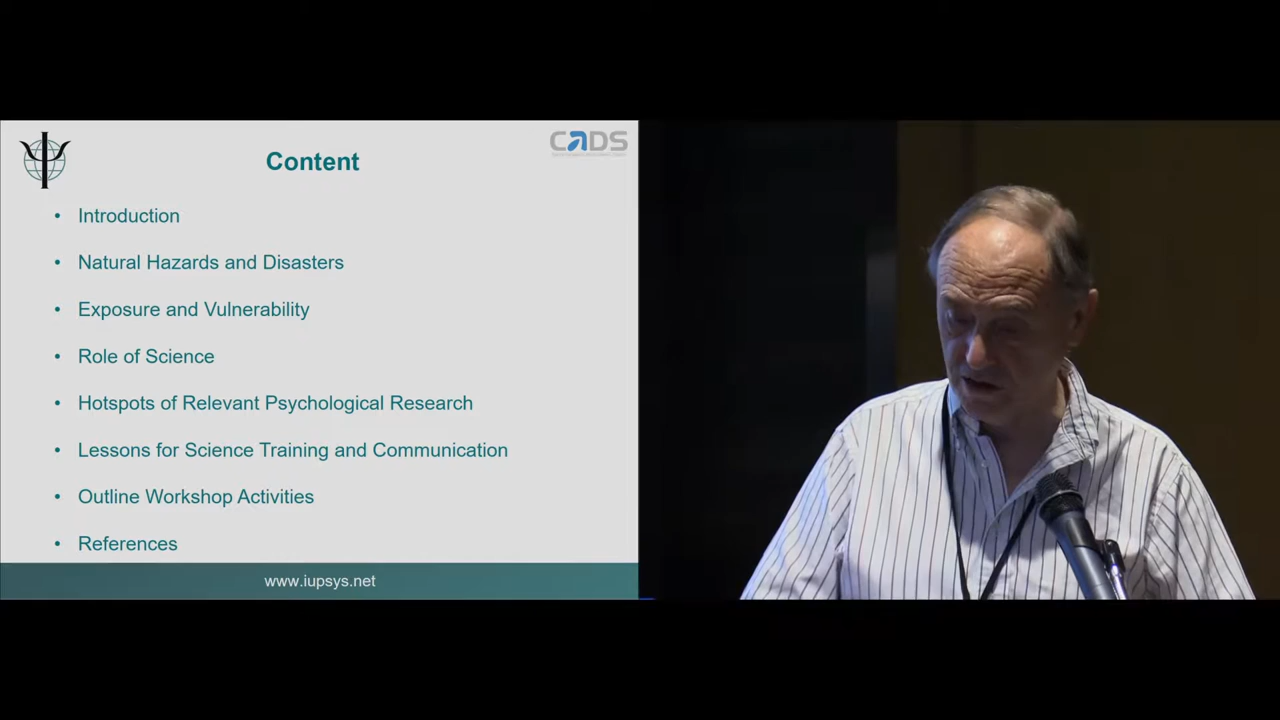 CADS
Content
• Introduction
• Natural Hazards and Disasters
• Exposure and Vulnerability
• Role of Science
• Hotspots of Relevant Psychological Research
• Lessons for Science Training and Communication
• Outline Workshop Activities
• References
www.iupsys.net